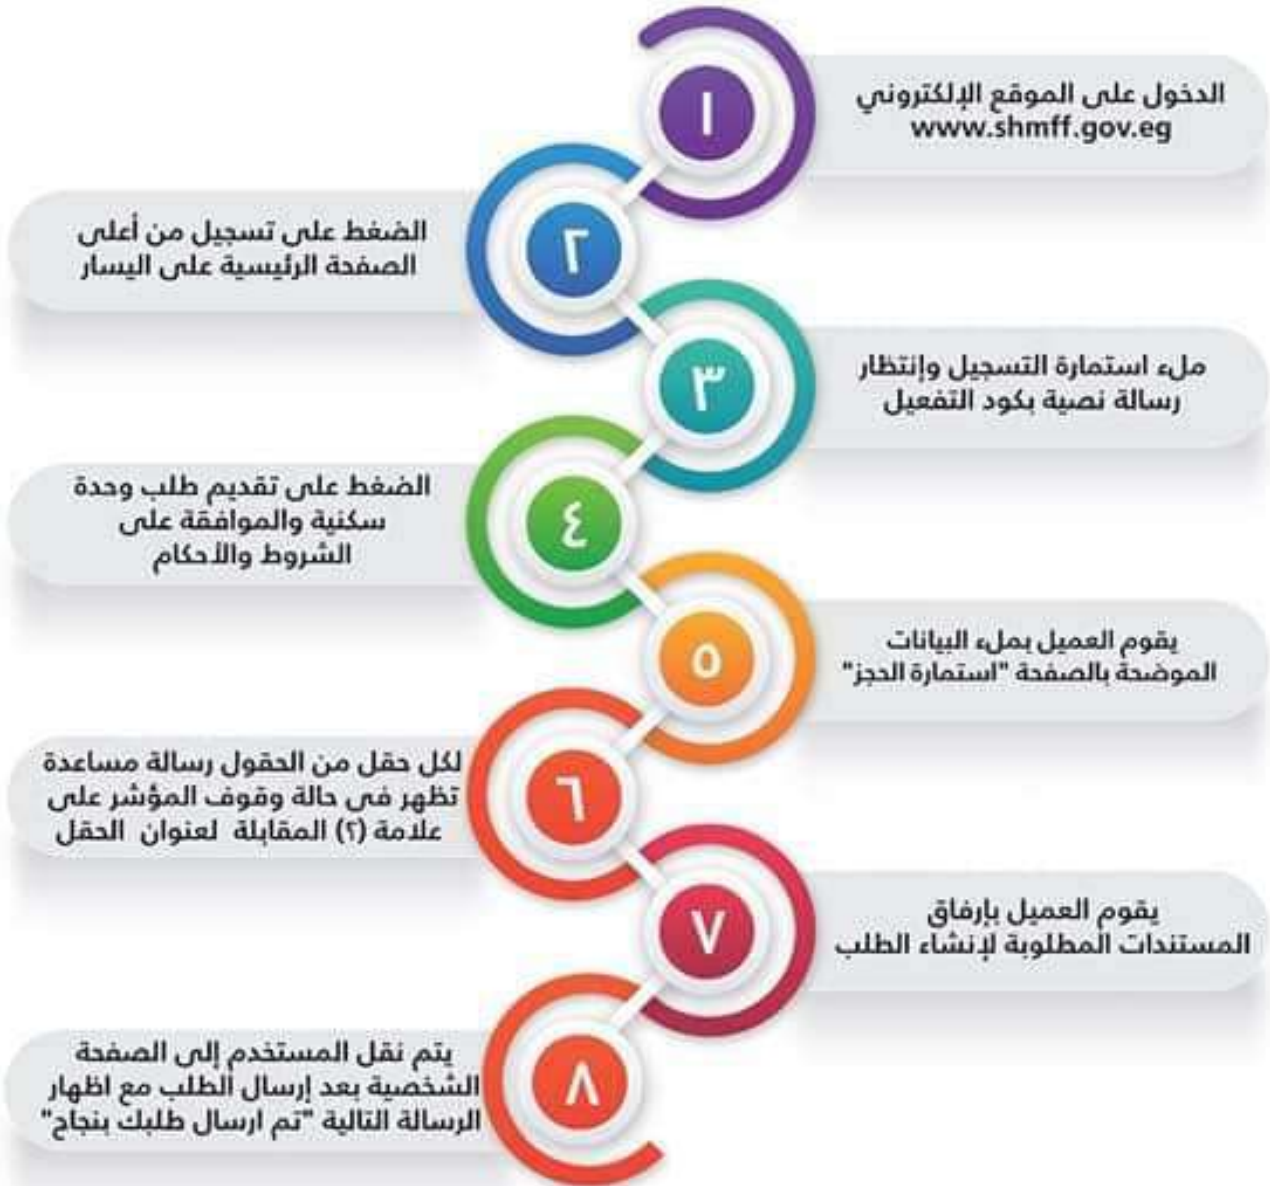 ١
الدخول على الموقع الإلكتروني
www.shmff.gov.eg
٢
الضغط على تسجيل من أعلى
الصفحة الرئيسية على اليسار
٣
ملء استمارة التسجيل وإنتظار
رسالة نصية بكود التفعيل
٤
الضغط على تقديم طلب وحدة
سكنية والموافقة على
الشروط والأحكام
٥
يقوم العميل بملء البيانات
الموضحة بالصفحة "استمارة الحجز"
٦
لكل حقل من الحقول رسالة مساعدة
تظهر في حالة وقوف المؤشر على
علامة (؟) المقابلة لعنوان الحقل
٧
يقوم العميل بإرفاق
المستندات المطلوبة لإنشاء الطلب
٨
يتم نقل المستخدم إلى الصفحة
الشخصية بعد إرسال الطلب مع اظهار
الرسالة التالية "تم ارسال طلبك بنجاح"